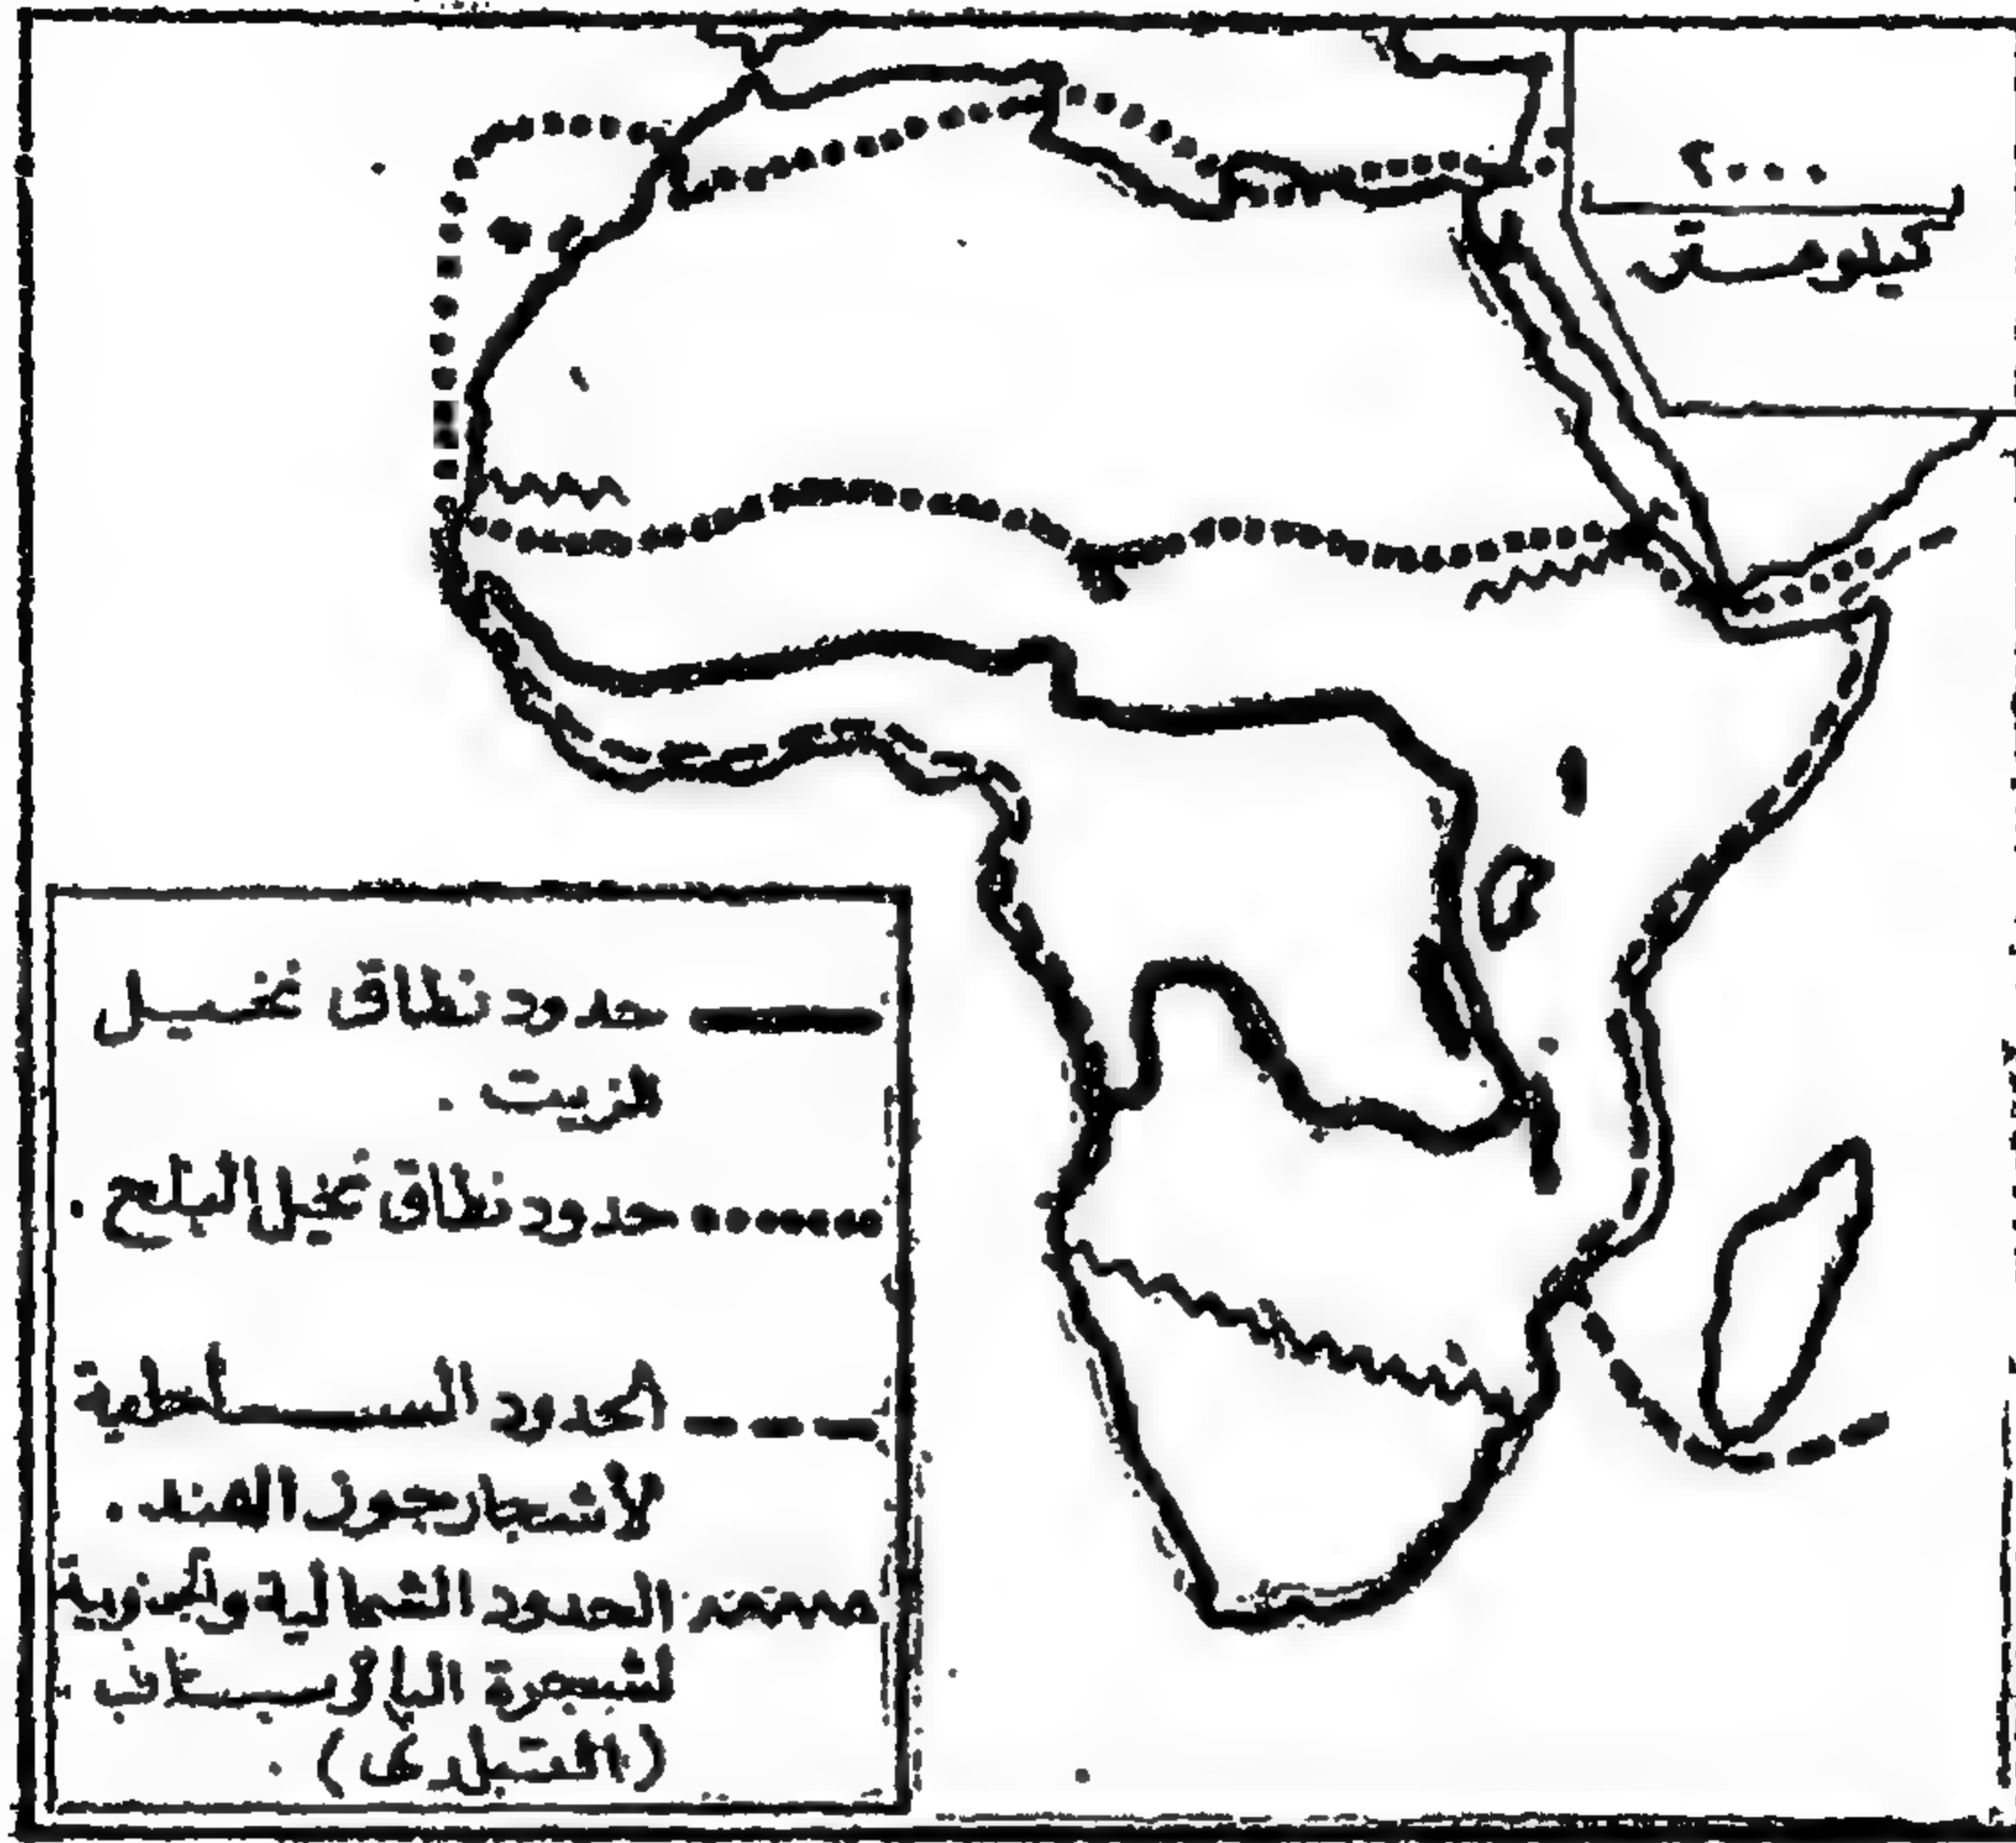 ٢٠٠٠
كيلومتر
حدود نطاق نخيل
الزيت .
حدود نطاق نخيل البلح .
الحدود الساحلية
لأشجار جوز الهند .
الحدود الشمالية والجنوبية
لشجرة الباؤباب .
(التبلدى) .